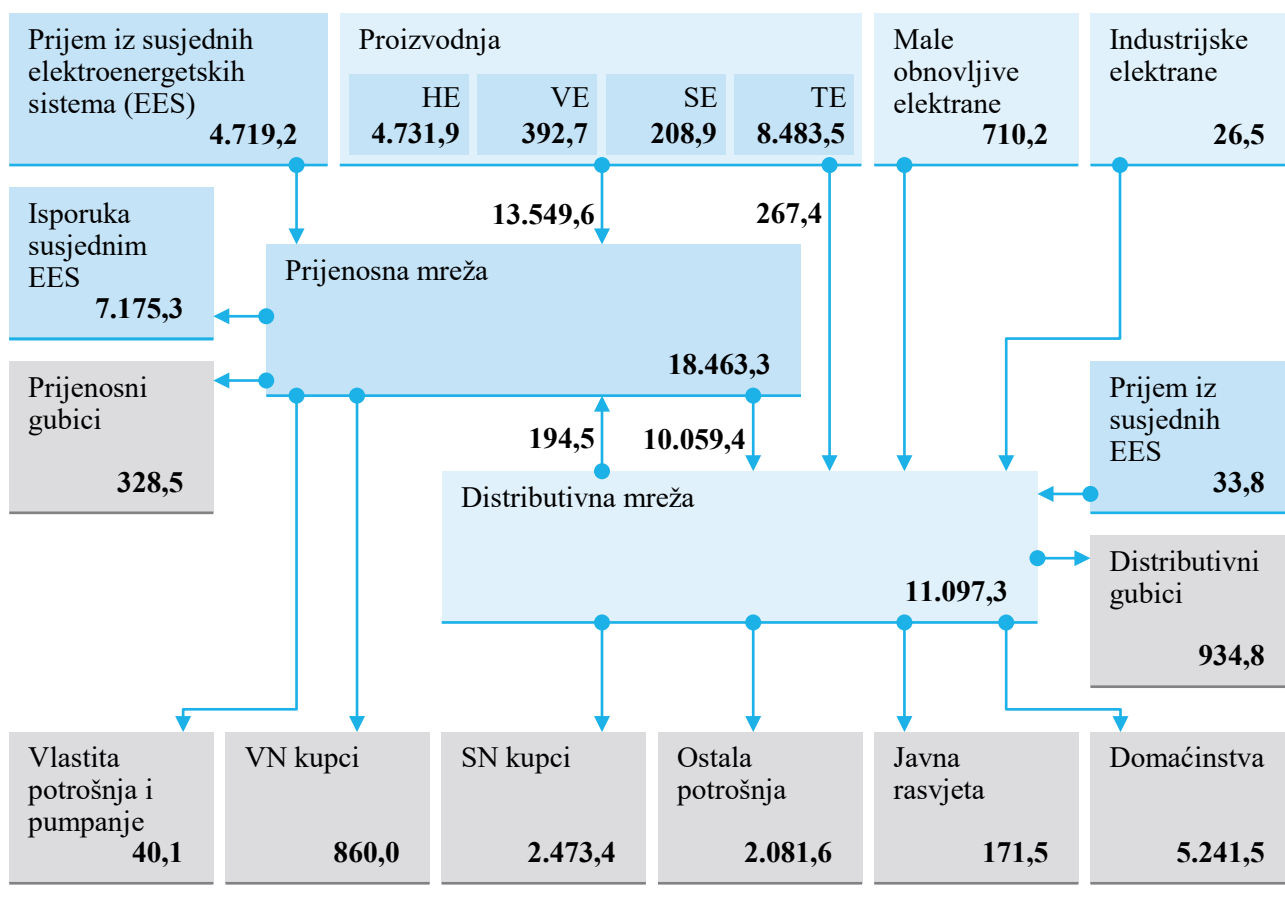 Prijem iz susjednih
elektroenergetskih
sistema (EES)
4.719,2
Proizvodnja
HE
4.731,9
VE
392,7
SE
208,9
TE
8.483,5
Male
obnovljive
elektrane
710,2
Industrijske
elektrane
26,5
Isporuka
susjednim
EES
7.175,3
13.549,6
267,4
Prijenosna mreža
18.463,3
Prijenosni
gubici
328,5
194,5
10.059,4
Prijem iz
susjednih
EES
33,8
Distributivna mreža
11.097,3
Distributivni
gubici
934,8
Vlastita
potrošnja i
pumpanje
40,1
VN kupci
860,0
SN kupci
2.473,4
Ostala
potrošnja
2.081,6
Javna
rasvjeta
171,5
Domaćinstva
5.241,5